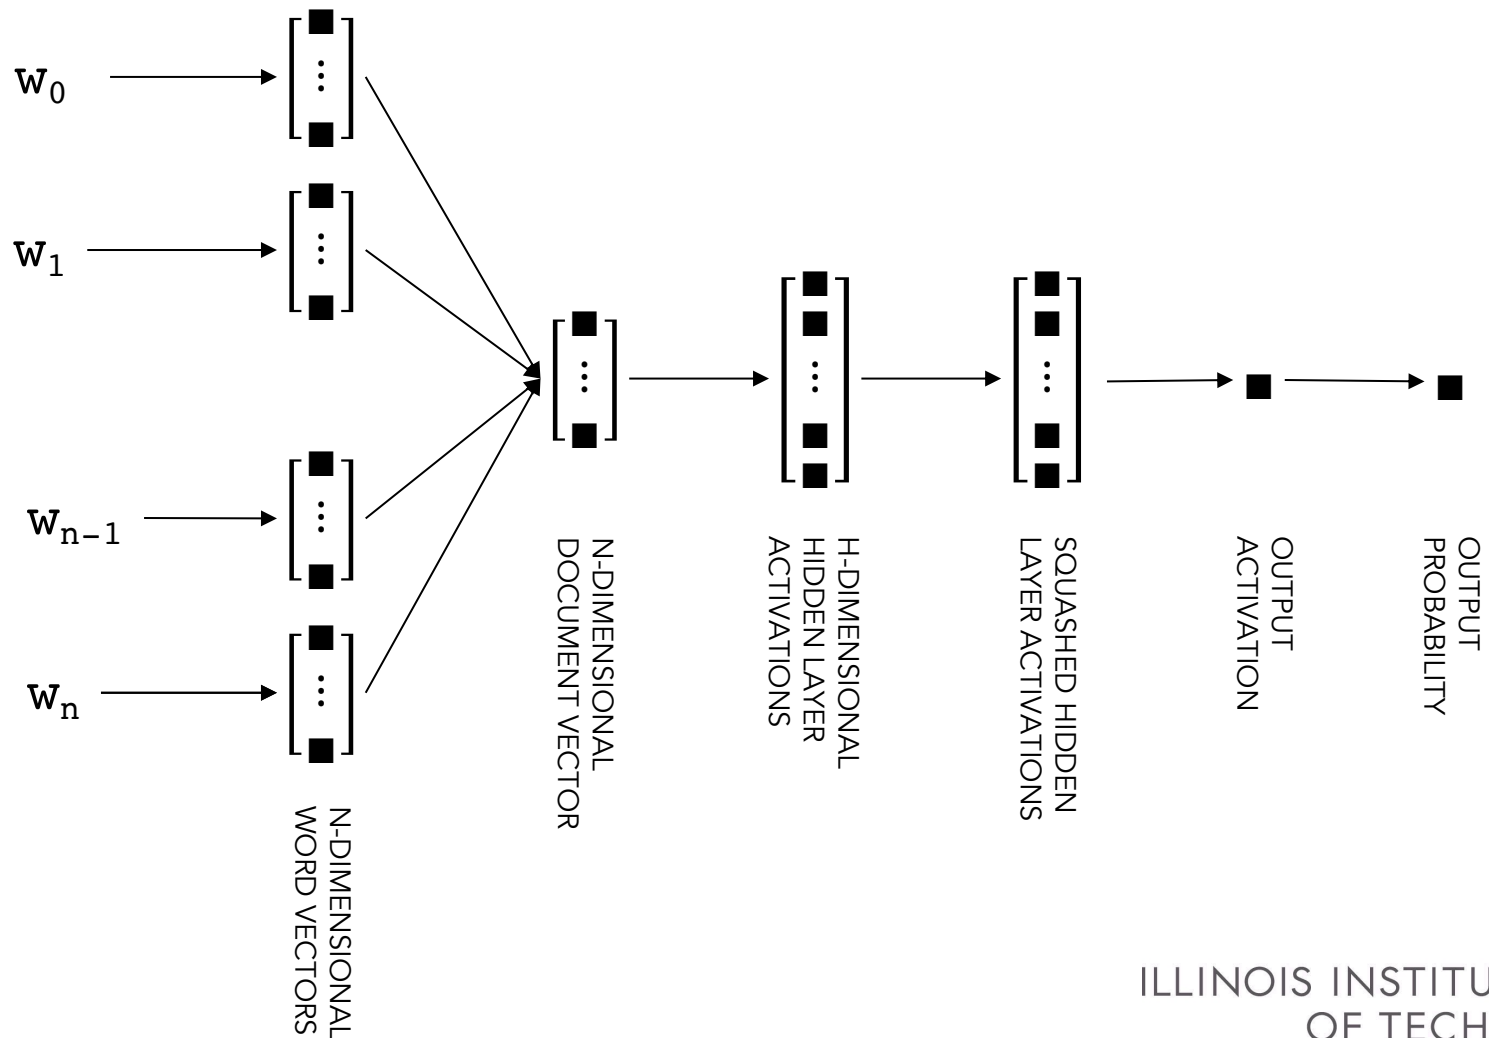 w0
w1
wn-1
wn
N-DIMENSIONAL
WORD VECTORS
N-DIMENSIONAL
DOCUMENT VECTOR
H-DIMENSIONAL
HIDDEN LAYER
ACTIVATIONS
SQUASHED HIDDEN
LAYER ACTIVATIONS
OUTPUT
ACTIVATION
OUTPUT
PROBABILITY
ILLINOIS INSTITU
OF TECH